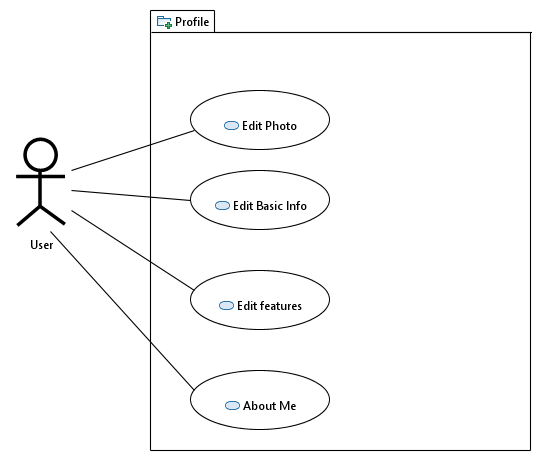 Profile
Edit Photo
Edit Basic Info
User
Edit features
About Me